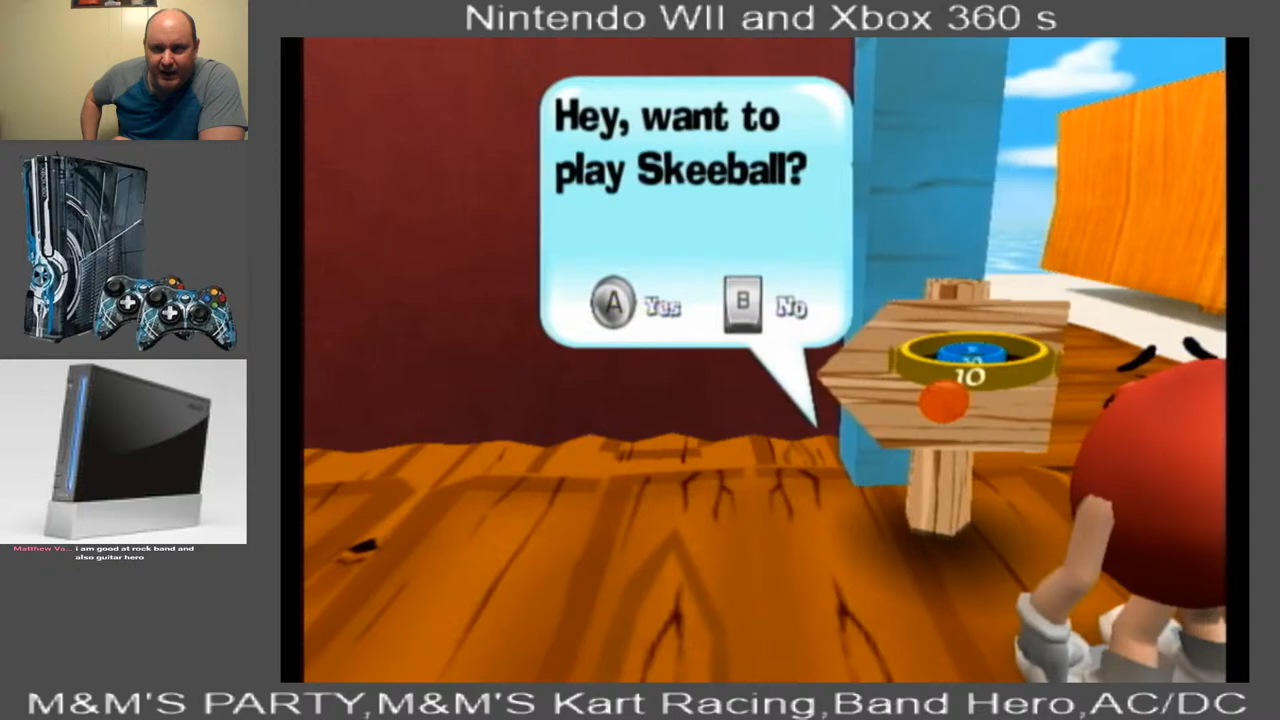 Nintendo WII and Xbox 360 s
Hey, want to
play Skeeball?
A Yes B No
10
Matthew Va... i am good at rock band and
also guitar hero
M&M'S PARTY,M&M'S Kart Racing,Band Hero,AC/DC